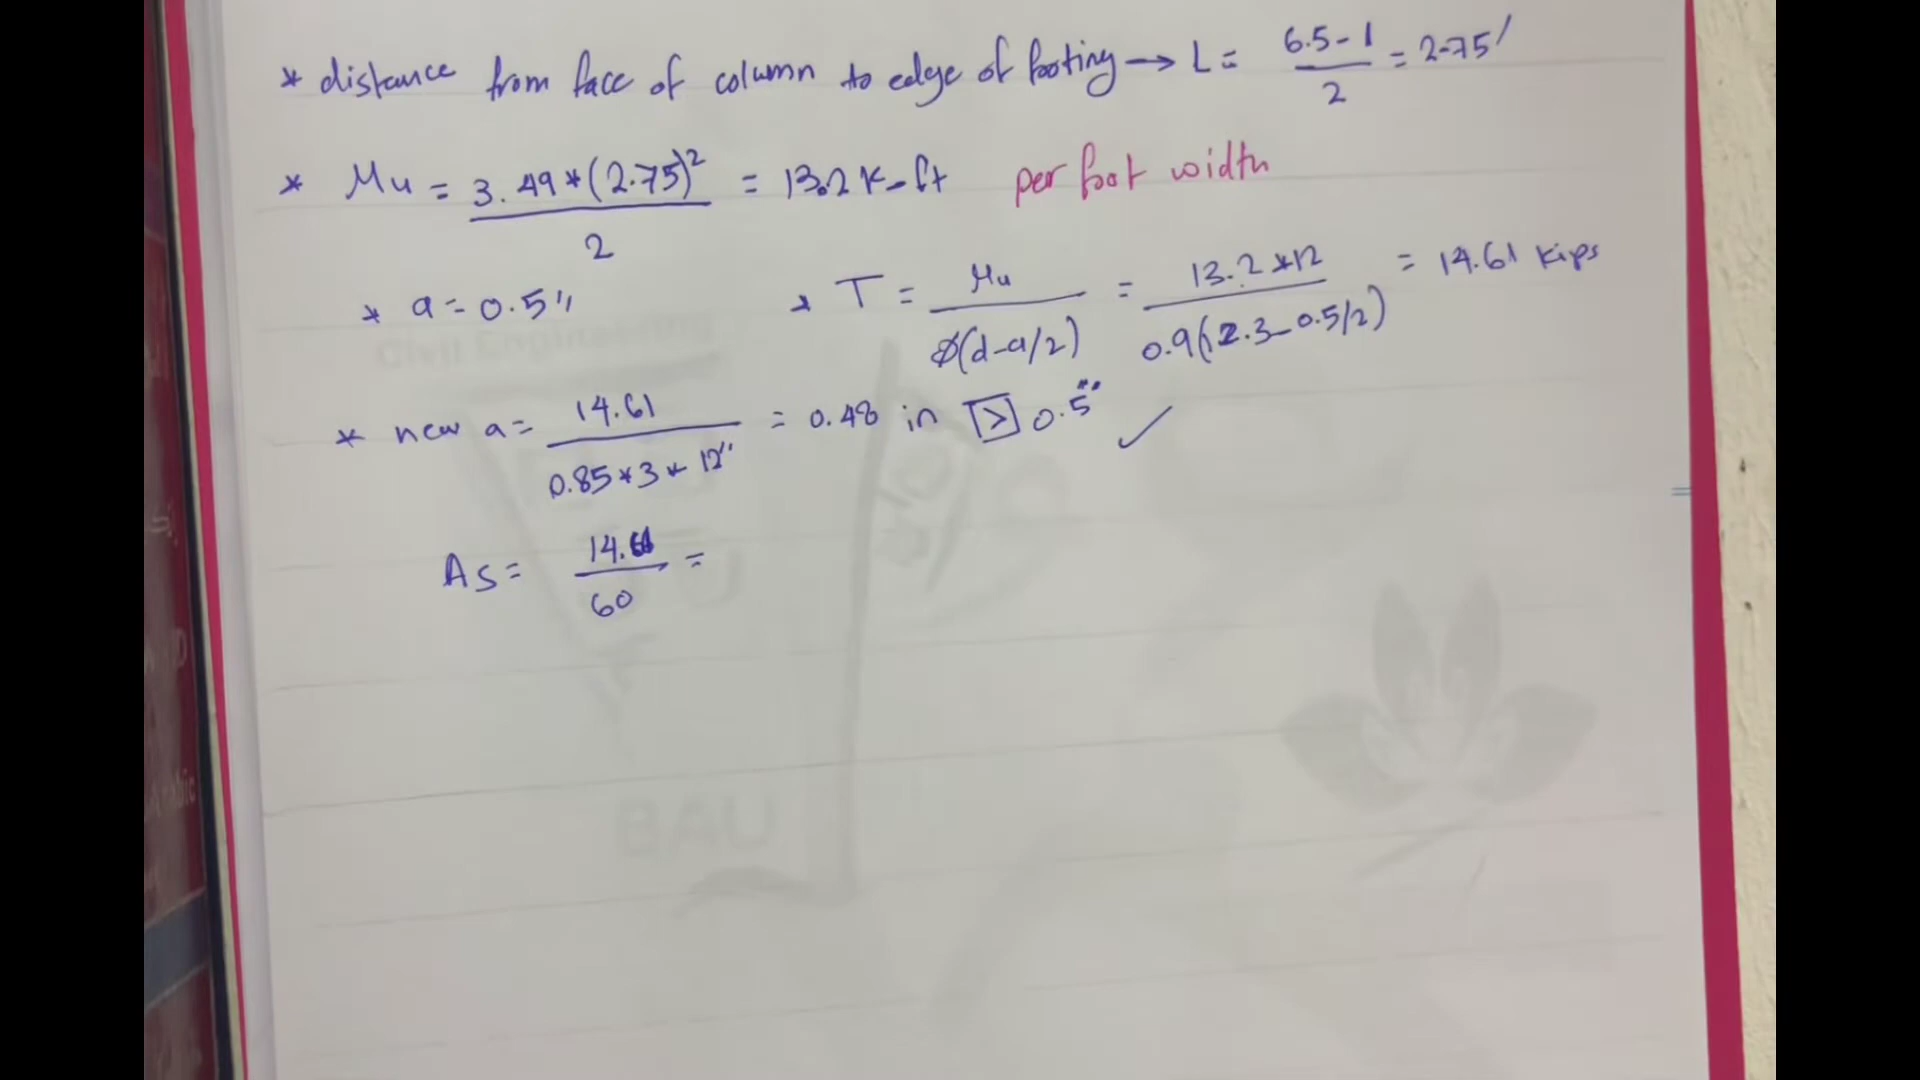 * distance from face of column to edge of footing → L = (6.5-1)/2 = 2.75'
* Mu = 3.49*(2.75)²/2 = 13.2 K-ft per foot width
* a = 0.5" * T = Mu/Ø(d-a/2) = 13.2*12/0.9(12.3-0.5/2) = 14.61 kips
* new a = 14.61/0.85*3*12" = 0.48 in > 0.5" ✓
As = 14.61/60 =
Civil Engineering
BAU